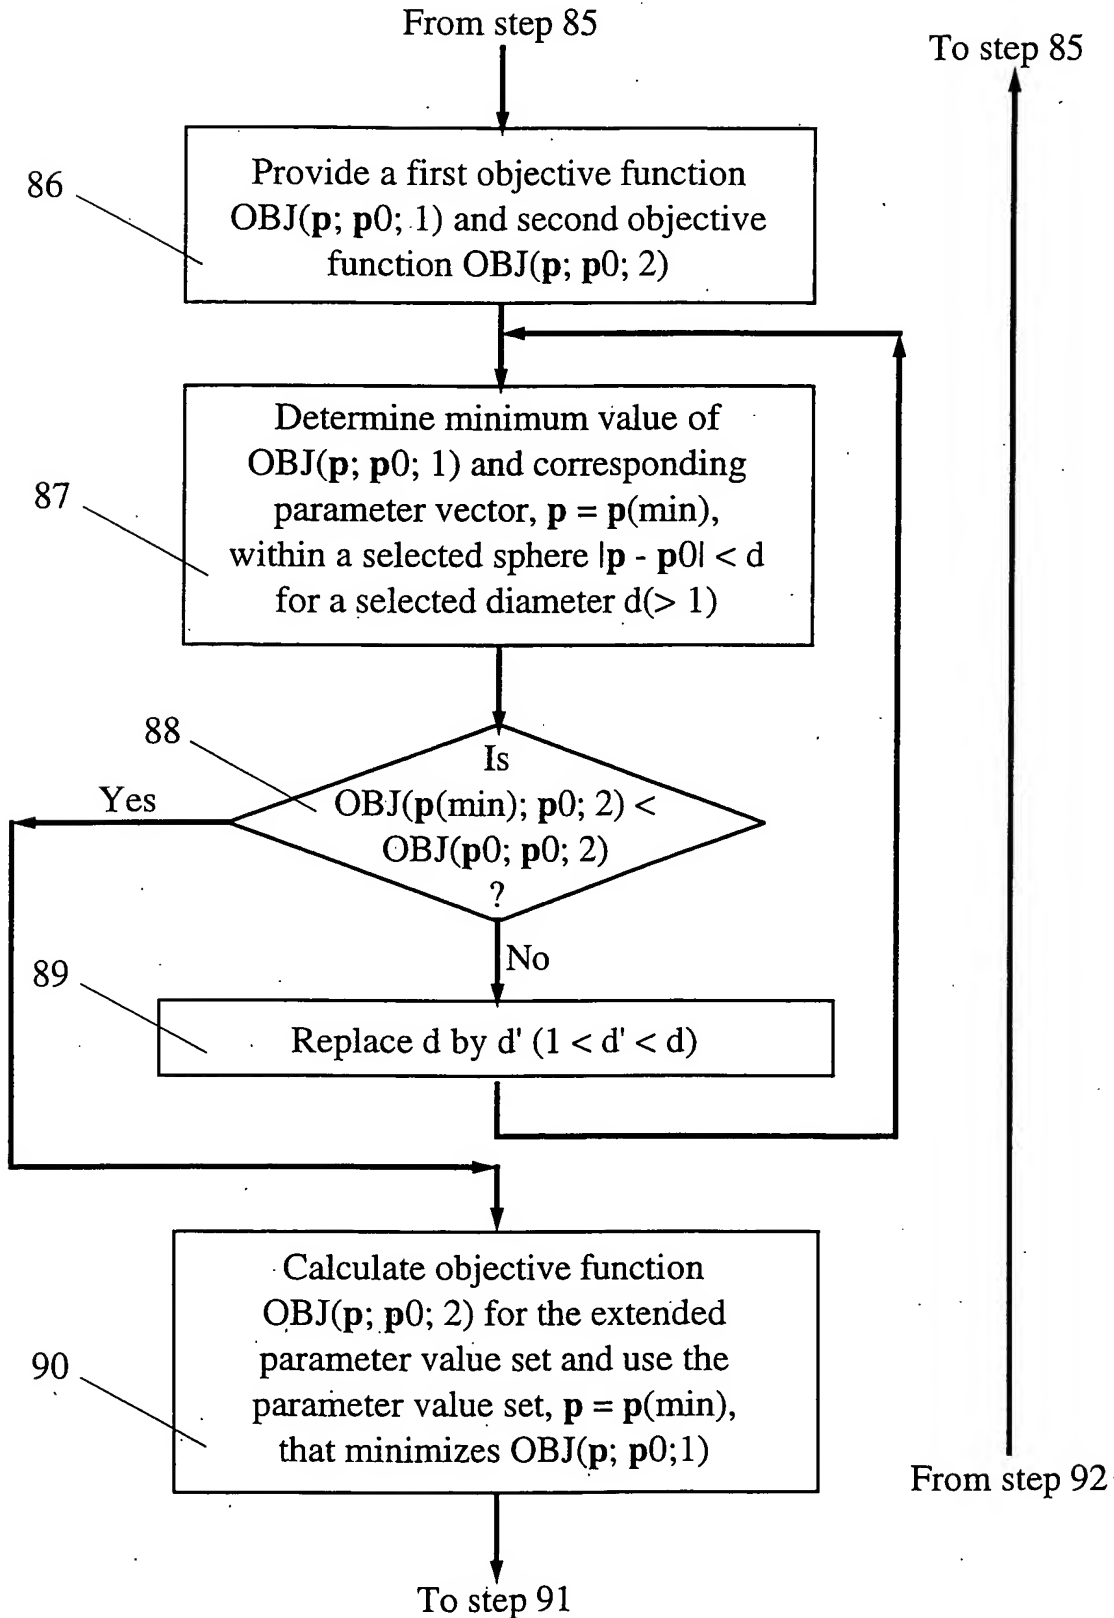 From step 85
To step 85
86
Provide a first objective function
OBJ(p; p0; 1) and second objective
function OBJ(p; p0; 2)
87
Determine minimum value of
OBJ(p; p0; 1) and corresponding
parameter vector, p = p(min),
within a selected sphere |p - p0| < d
for a selected diameter d(> 1)
88
Is
OBJ(p(min); p0; 2) <
OBJ(p0; p0; 2)
?
Yes
No
89
Replace d by d' (1 < d' < d)
90
Calculate objective function
OBJ(p; p0; 2) for the extended
parameter value set and use the
parameter value set, p = p(min),
that minimizes OBJ(p; p0;1)
From step 92
To step 91